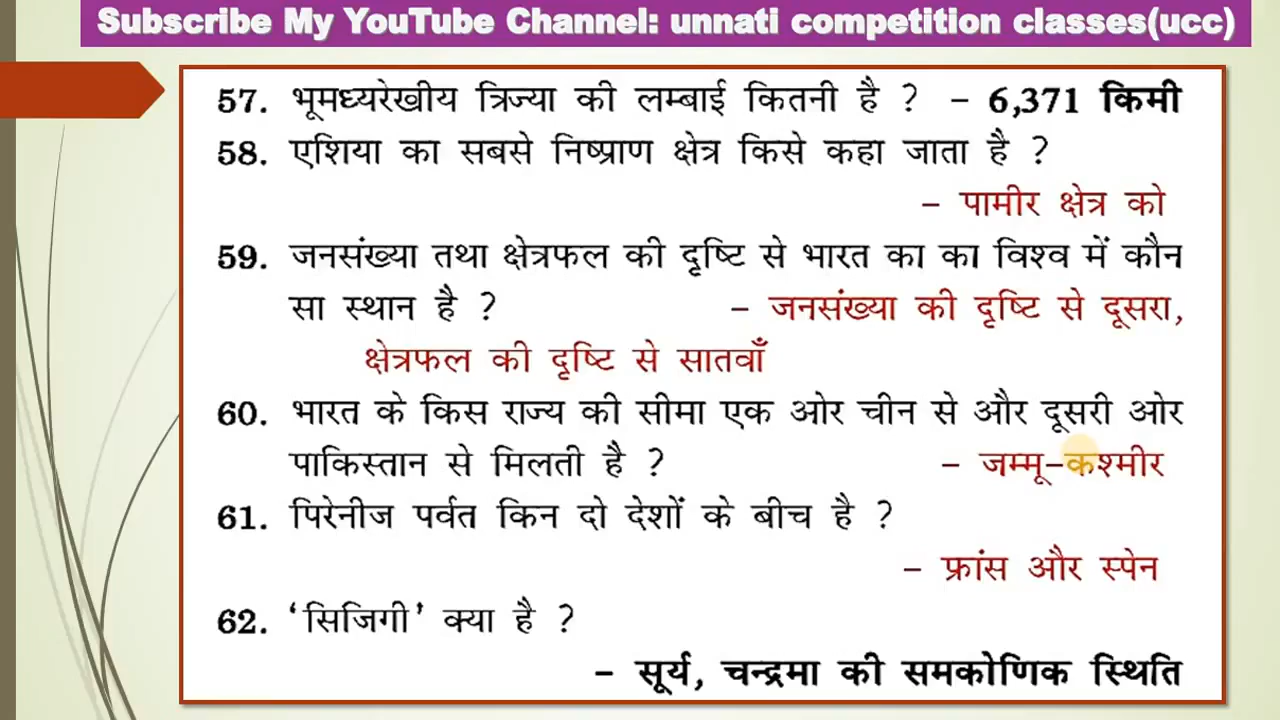 Subscribe My YouTube Channel: unnati competition classes(ucc)
57. भूमध्यरेखीय त्रिज्या की लम्बाई कितनी है ? – 6,371 किमी
58. एशिया का सबसे निष्प्राण क्षेत्र किसे कहा जाता है ?
– पामीर क्षेत्र को
59. जनसंख्या तथा क्षेत्रफल की दृष्टि से भारत का का विश्व में कौन
सा स्थान है ? – जनसंख्या की दृष्टि से दूसरा,
क्षेत्रफल की दृष्टि से सातवाँ
60. भारत के किस राज्य की सीमा एक ओर चीन से और दूसरी ओर
पाकिस्तान से मिलती है ? – जम्मू-कश्मीर
61. पिरेनीज पर्वत किन दो देशों के बीच है ?
– फ्रांस और स्पेन
62. ‘सिजिगी’ क्या है ?
– सूर्य, चन्द्रमा की समकोणिक स्थिति